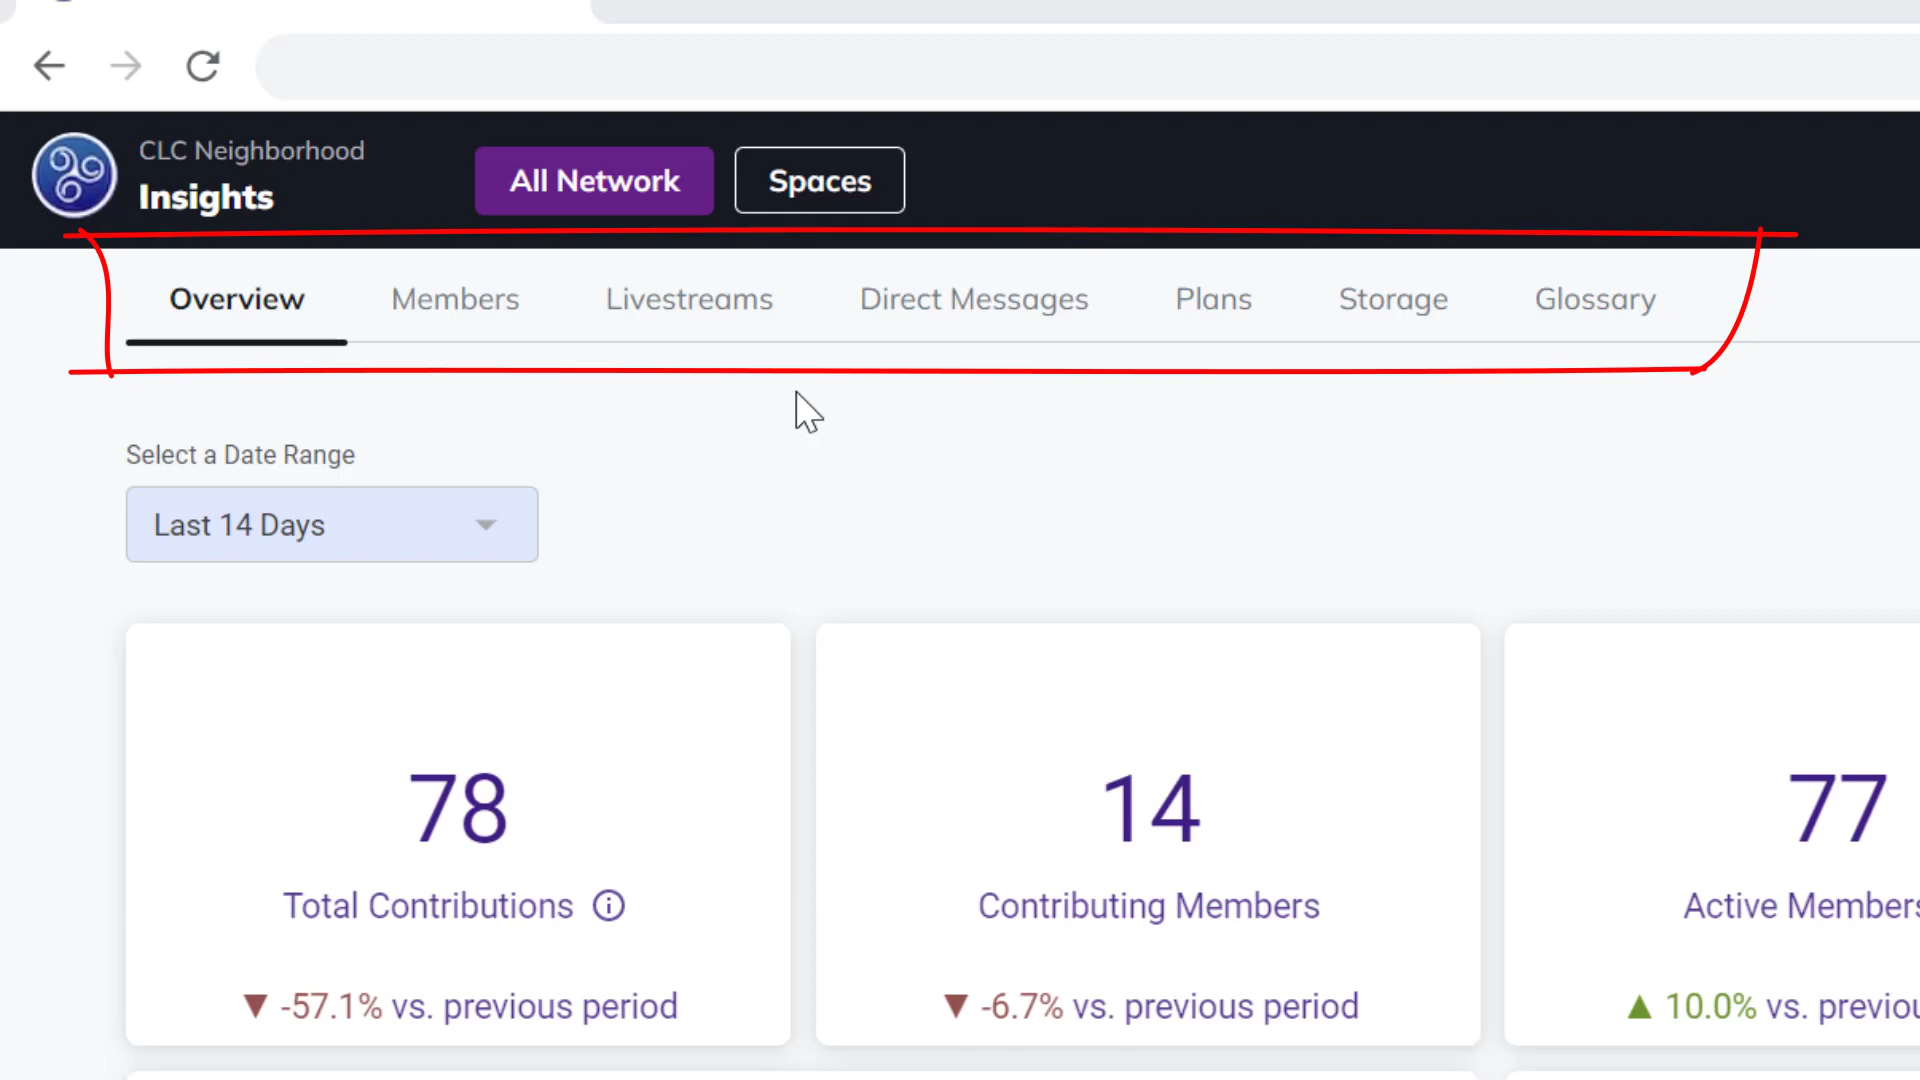 CLC Neighborhood
Insights
All Network
Spaces
Overview
Members
Livestreams
Direct Messages
Plans
Storage
Glossary
Select a Date Range
Last 14 Days
78
Total Contributions
-57.1% vs. previous period
14
Contributing Members
-6.7% vs. previous period
77
Active Members
10.0% vs. previou